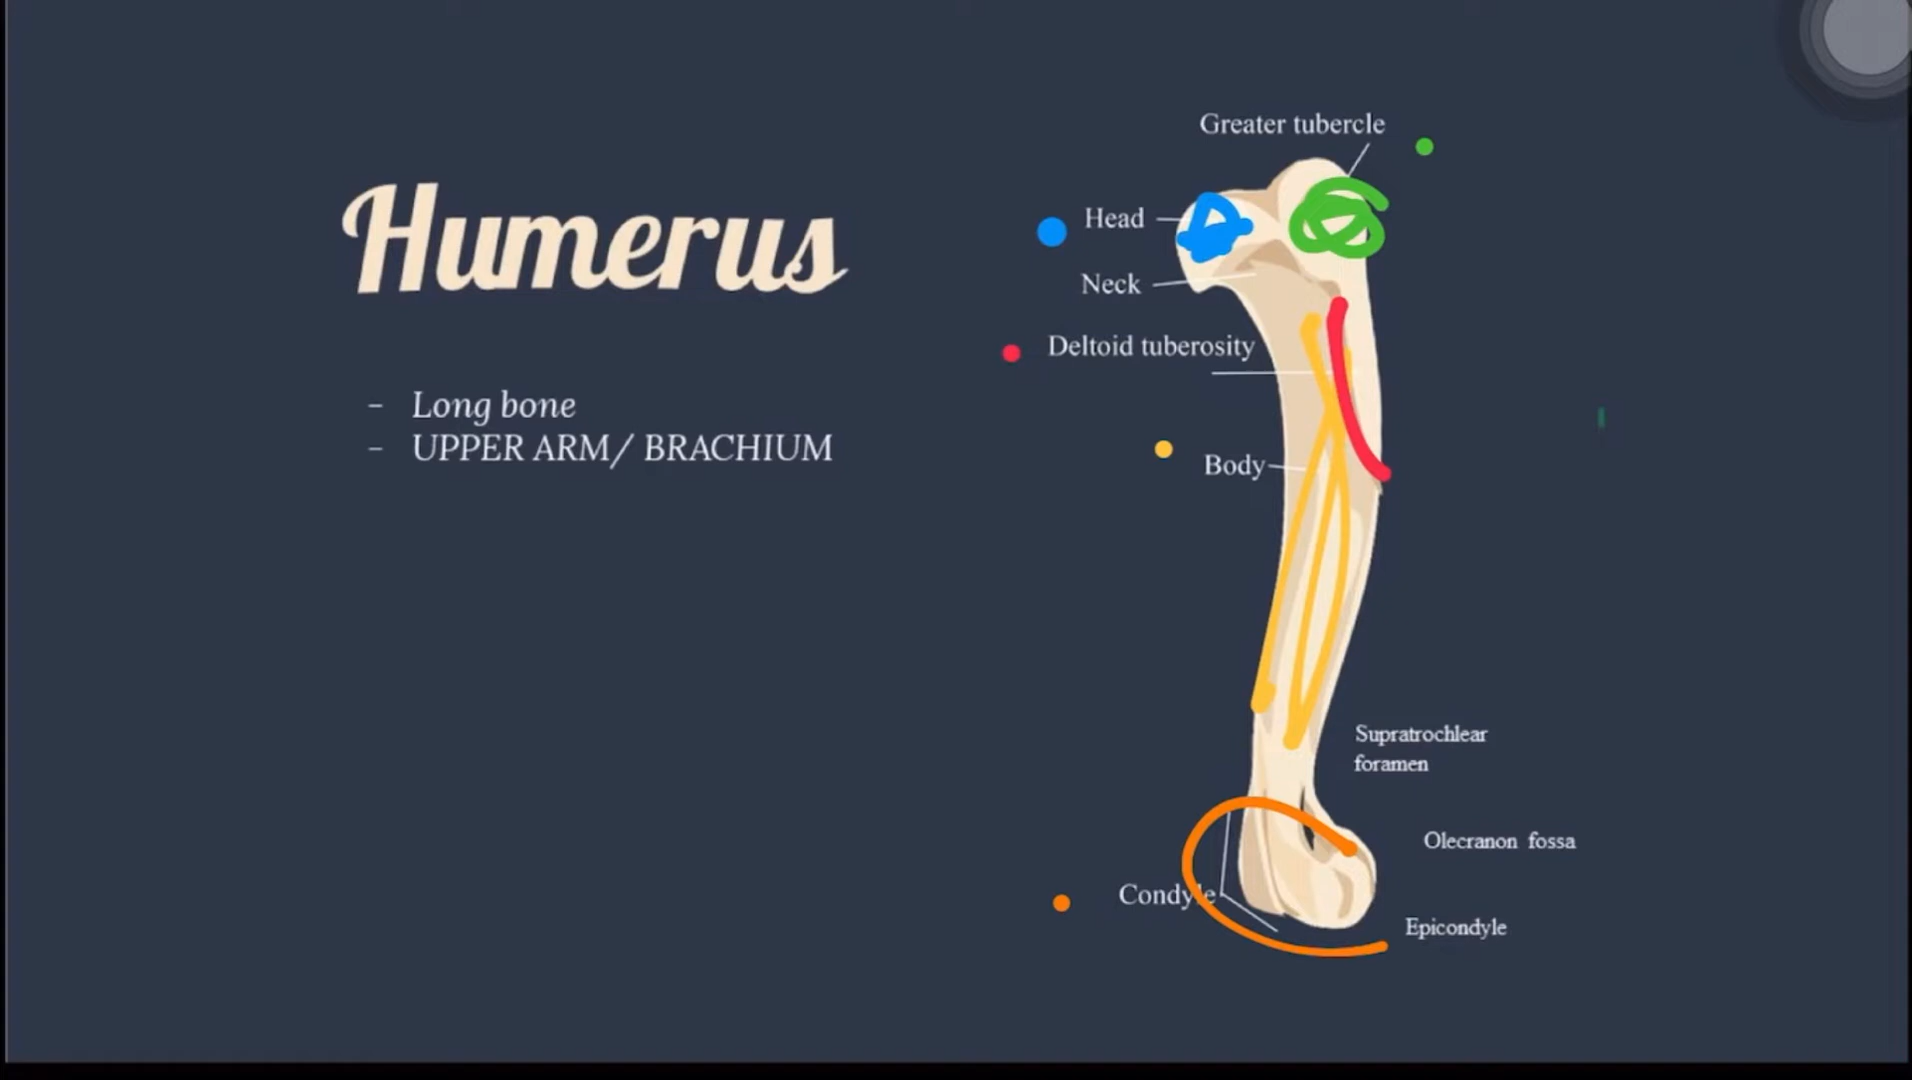 Humerus
- Long bone
- UPPER ARM/ BRACHIUM
Greater tubercle
Head
Neck
Deltoid tuberosity
Body
Supratrochlear
foramen
Olecranon fossa
Condyle
Epicondyle